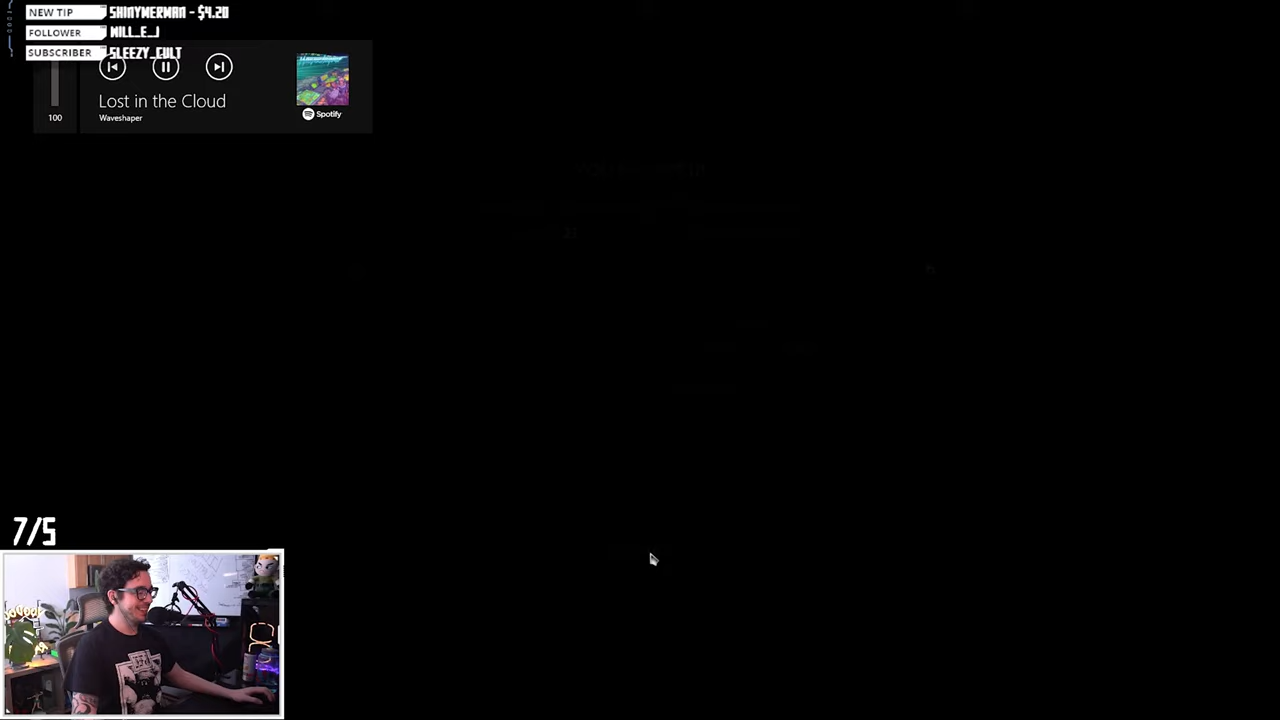 NEW TIP SHINYMERMAN - $4.20
FOLLOWER WILL_E_J
SUBSCRIBER SLEEZY_CULT
Lost in the Cloud
Waveshaper
100
Spotify
7/5